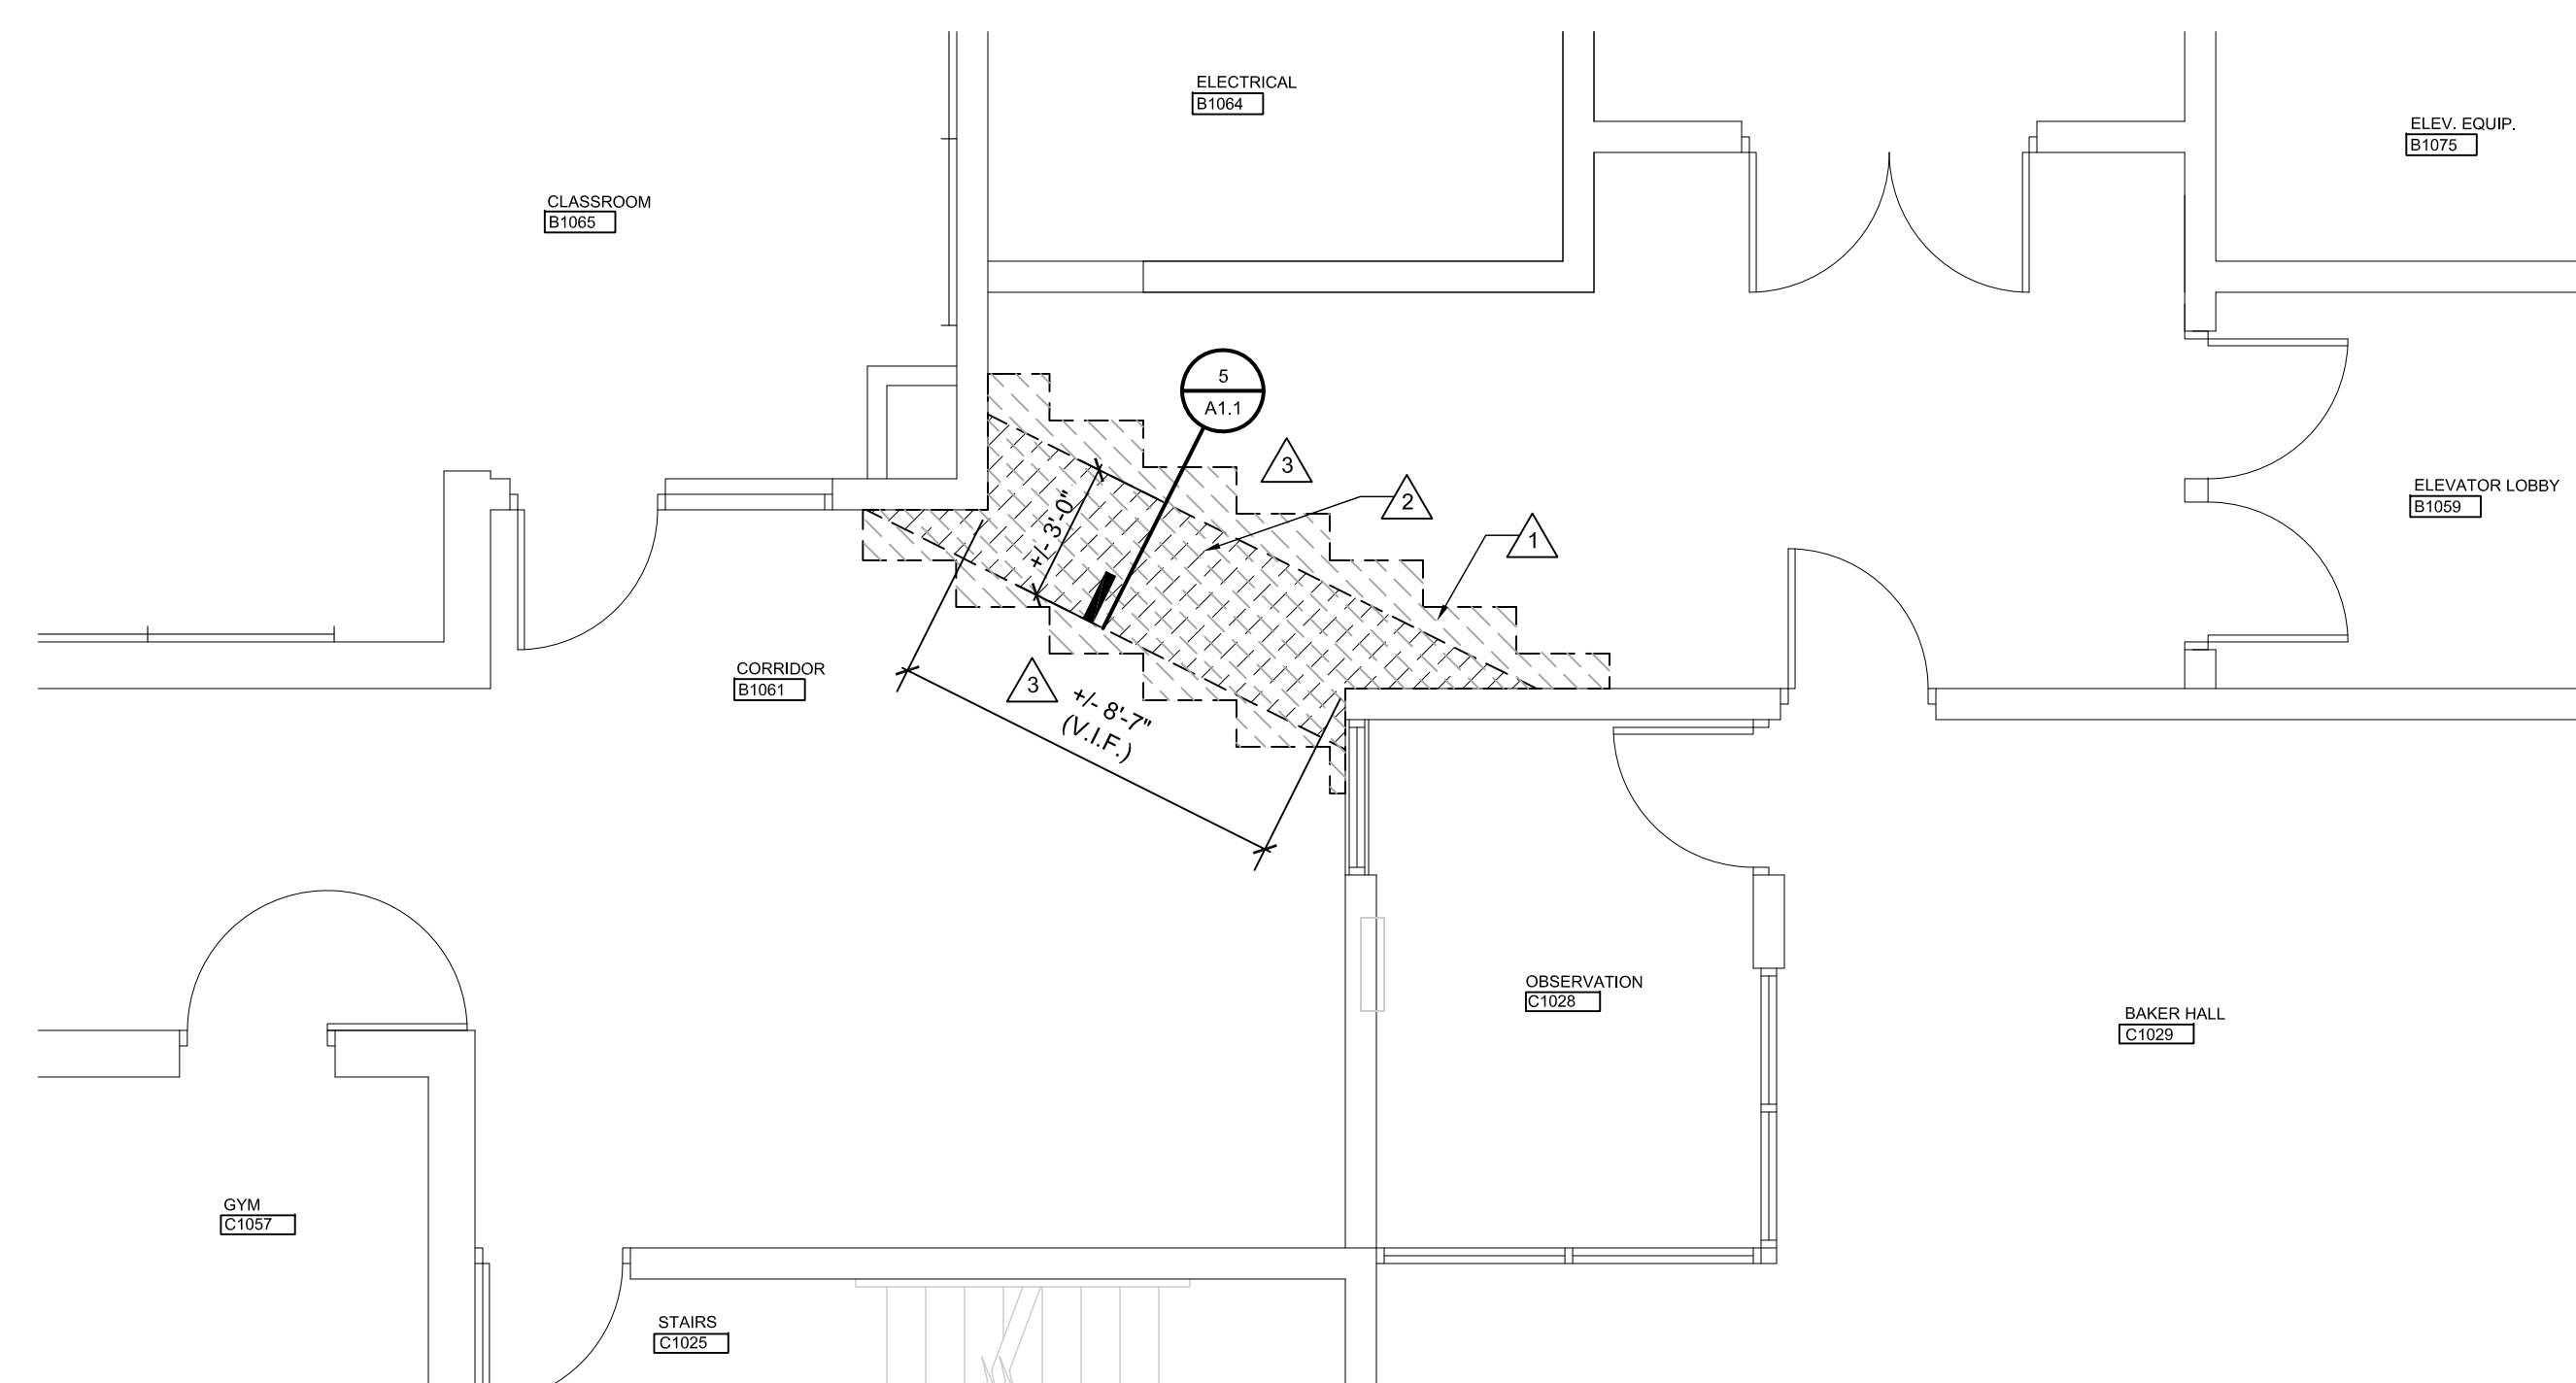 ELECTRICAL
B1064
ELEV. EQUIP.
B1075
CLASSROOM
B1065
5
A1.1
3
2
1
ELEVATOR LOBBY
B1059
+/- 3'-0"
CORRIDOR
B1061
3
+/- 8'-7"
(V.I.F.)
OBSERVATION
C1028
BAKER HALL
C1029
GYM
C1057
STAIRS
C1025